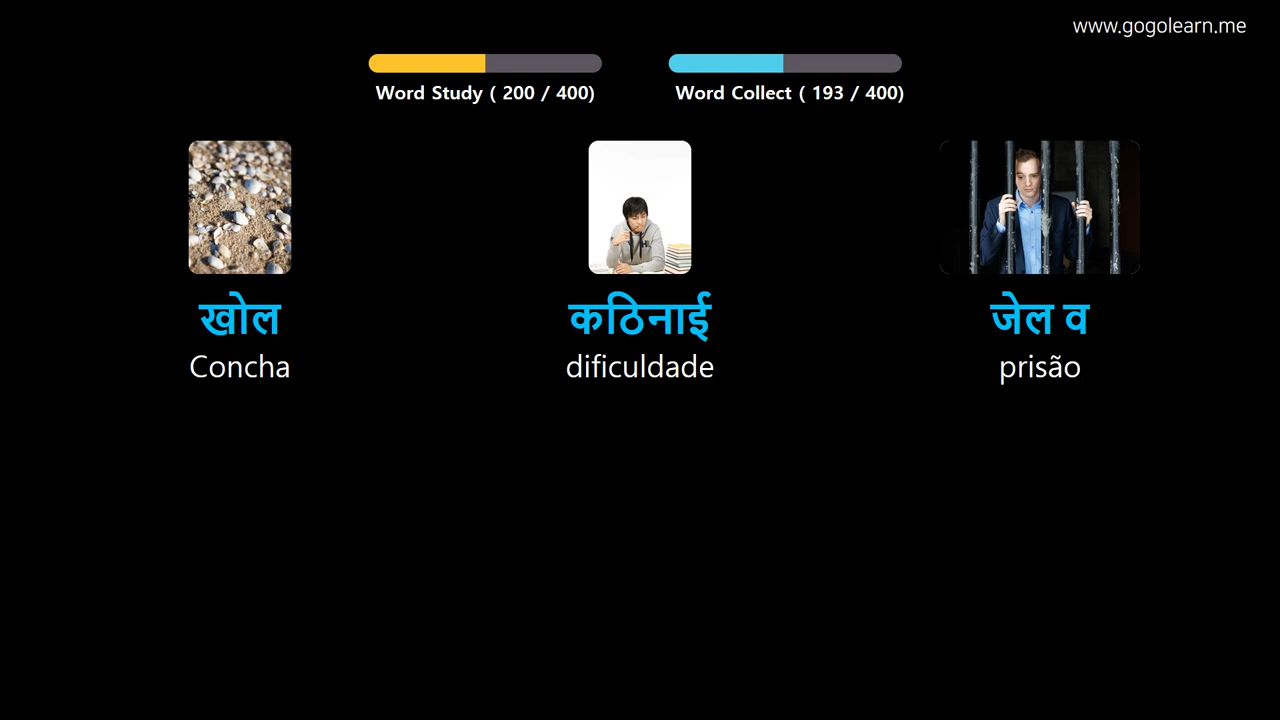 www.gogolearn.me
Word Study ( 200 / 400)
Word Collect ( 193 / 400)
खोल
Concha
कठिनाई
dificuldade
जेल व
prisão